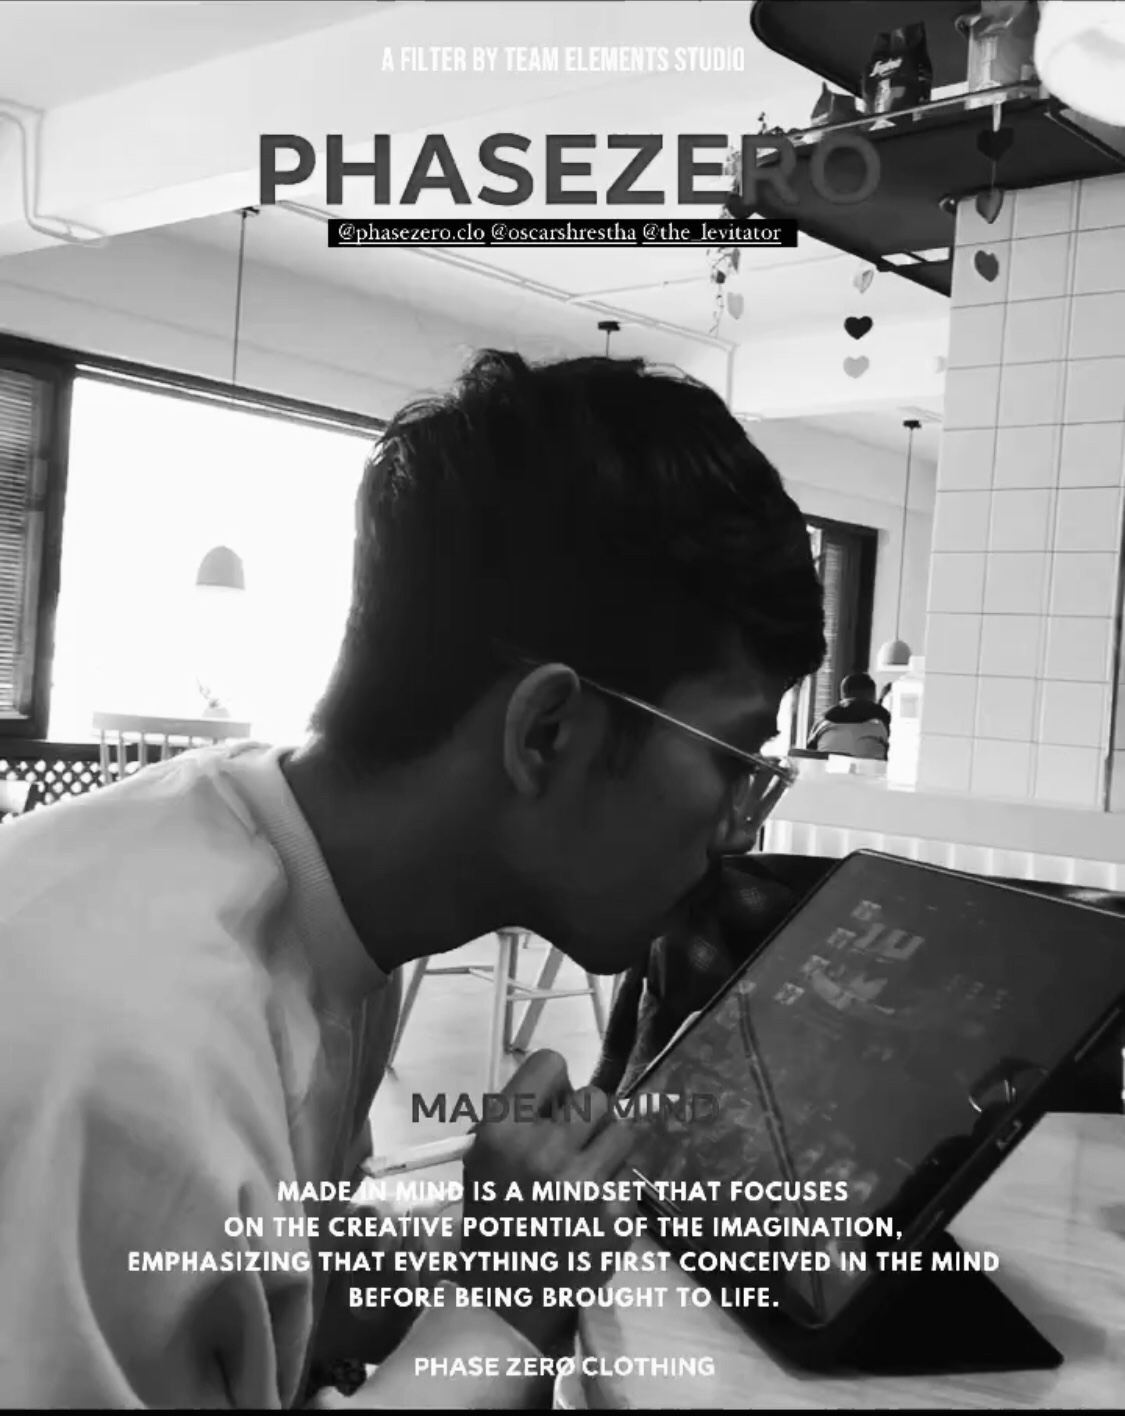 A FILTER BY TEAM ELEMENTS STUDIO
PHASEZERO
@phasezero.clo @oscarshrestha @the_levitator
MADE IN MIND
MADE IN MIND IS A MINDSET THAT FOCUSES
ON THE CREATIVE POTENTIAL OF THE IMAGINATION,
EMPHASIZING THAT EVERYTHING IS FIRST CONCEIVED IN THE MIND
BEFORE BEING BROUGHT TO LIFE.
PHASE ZERØ CLOTHING